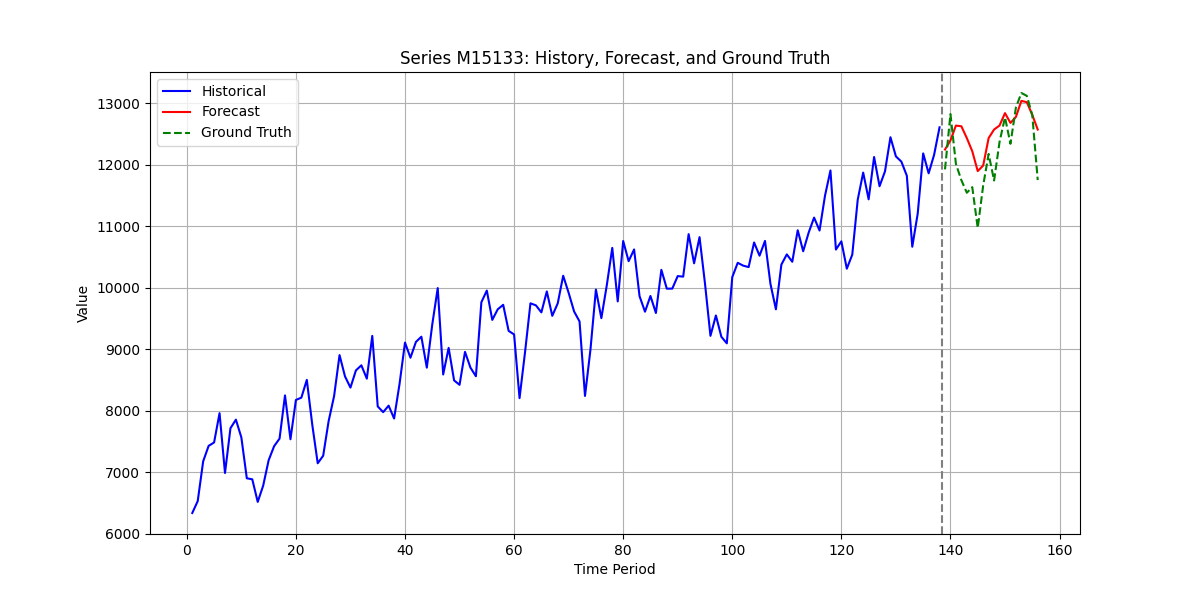 Series M15133: History, Forecast, and Ground Truth
Historical
Forecast
Ground Truth
13000
12000
11000
10000
9000
8000
7000
6000
Value
0 20 40 60 80 100 120 140 160
Time Period